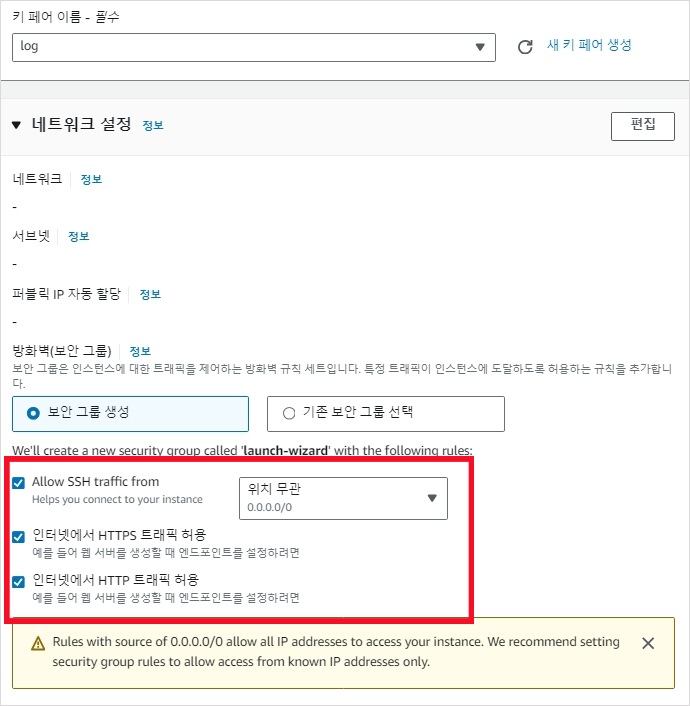 키 페어 이름 - 필수
log
새 키 페어 생성
네트워크 설정 정보
편집
네트워크 정보
-
서브넷 정보
-
퍼블릭 IP 자동 할당 정보
-
방화벽(보안 그룹) 정보
보안 그룹은 인스턴스에 대한 트래픽을 제어하는 방화벽 규칙 세트입니다. 특정 트래픽이 인스턴스에 도달하도록 허용하는 규칙을 추가합니
다.
보안 그룹 생성
기존 보안 그룹 선택
We'll create a new security group called 'launch-wizard' with the following rules:
Allow SSH traffic from
Helps you connect to your instance
위치 무관
0.0.0.0/0
인터넷에서 HTTPS 트래픽 허용
예를 들어 웹 서버를 생성할 때 엔드포인트를 설정하려면
인터넷에서 HTTP 트래픽 허용
예를 들어 웹 서버를 생성할 때 엔드포인트를 설정하려면
Rules with source of 0.0.0.0/0 allow all IP addresses to access your instance. We recommend setting
security group rules to allow access from known IP addresses only.